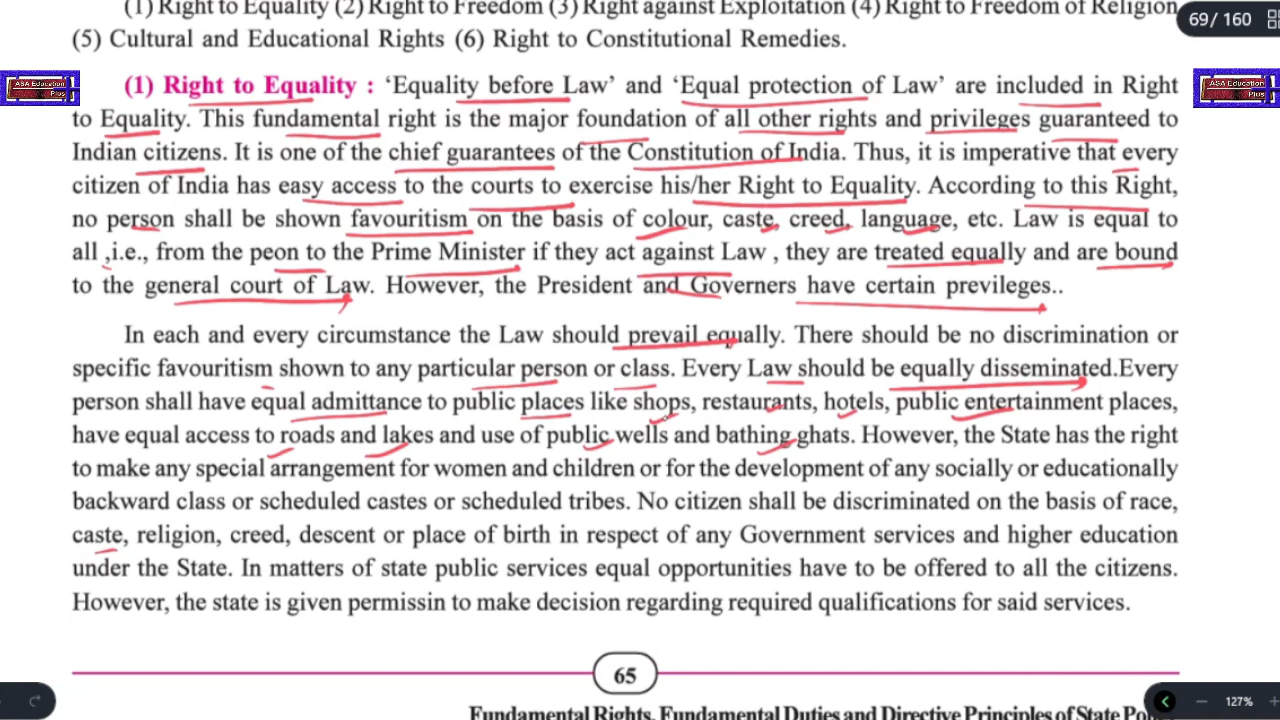 (1) Right to Equality (2) Right to Freedom (3) Right against Exploitation (4) Right to Freedom of Religion
69/ 160
(5) Cultural and Educational Rights (6) Right to Constitutional Remedies.
ASA Education
Plus
ASA Education
Plus
(1) Right to Equality : ‘Equality before Law’ and ‘Equal protection of Law’ are included in Right
to Equality. This fundamental right is the major foundation of all other rights and privileges guaranteed to
Indian citizens. It is one of the chief guarantees of the Constitution of India. Thus, it is imperative that every
citizen of India has easy access to the courts to exercise his/her Right to Equality. According to this Right,
no person shall be shown favouritism on the basis of colour, caste, creed, language, etc. Law is equal to
all ,i.e., from the peon to the Prime Minister if they act against Law , they are treated equally and are bound
to the general court of Law. However, the President and Governers have certain previleges..
In each and every circumstance the Law should prevail equally. There should be no discrimination or
specific favouritism shown to any particular person or class. Every Law should be equally disseminated.Every
person shall have equal admittance to public places like shops, restaurants, hotels, public entertainment places,
have equal access to roads and lakes and use of public wells and bathing ghats. However, the State has the right
to make any special arrangement for women and children or for the development of any socially or educationally
backward class or scheduled castes or scheduled tribes. No citizen shall be discriminated on the basis of race,
caste, religion, creed, descent or place of birth in respect of any Government services and higher education
under the State. In matters of state public services equal opportunities have to be offered to all the citizens.
However, the state is given permissin to make decision regarding required qualifications for said services.
65
127%
Fundamental Rights, Fundamental Duties and Directive Principles of State Po